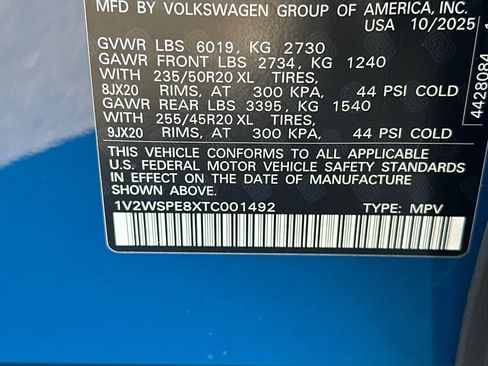 MFD BY VOLKSWAGEN GROUP OF AMERICA, INC.
USA 10/2025
GVWR LBS 6019, KG 2730
GAWR FRONT LBS 2734, KG 1240
WITH 235/50R20 XL TIRES,
8JX20 RIMS, AT 300 KPA, 44 PSI COLD
GAWR REAR LBS 3395, KG 1540
WITH 255/45R20 XL TIRES,
9JX20 RIMS, AT 300 KPA, 44 PSI COLD
THIS VEHICLE CONFORMS TO ALL APPLICABLE
U.S. FEDERAL MOTOR VEHICLE SAFETY STANDARDS
IN EFFECT ON THE DATE OF MANUFACTURE
SHOWN ABOVE.
1V2WSPE8XTC001492 TYPE: MPV
4428084